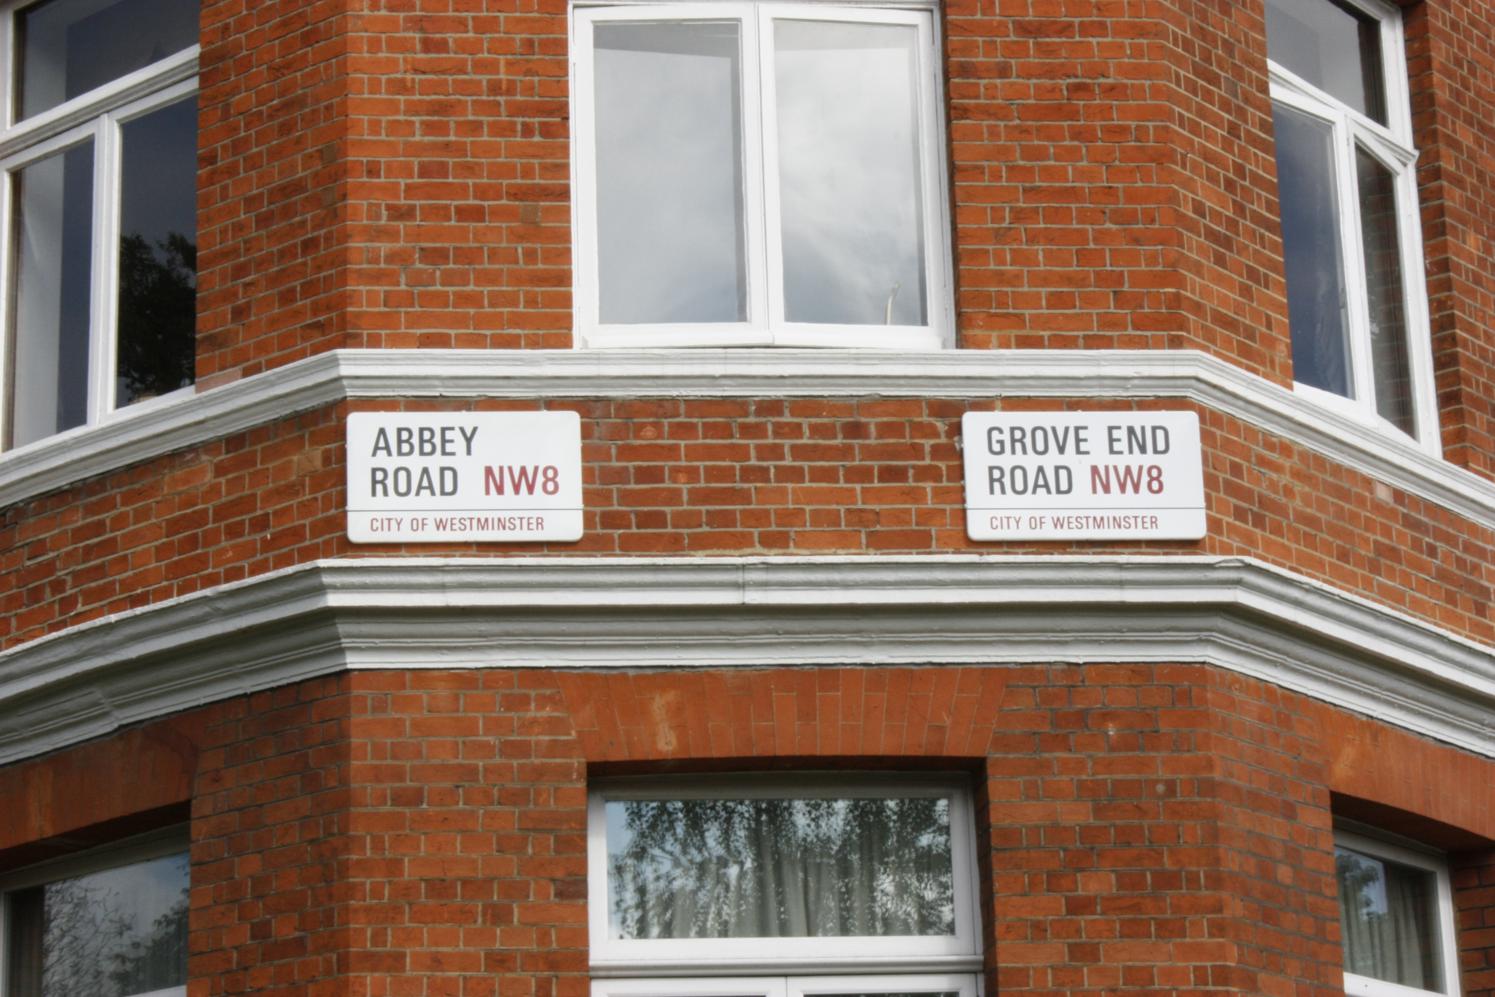 ABBEY
ROAD NW8
CITY OF WESTMINSTER
GROVE END
ROAD NW8
CITY OF WESTMINSTER